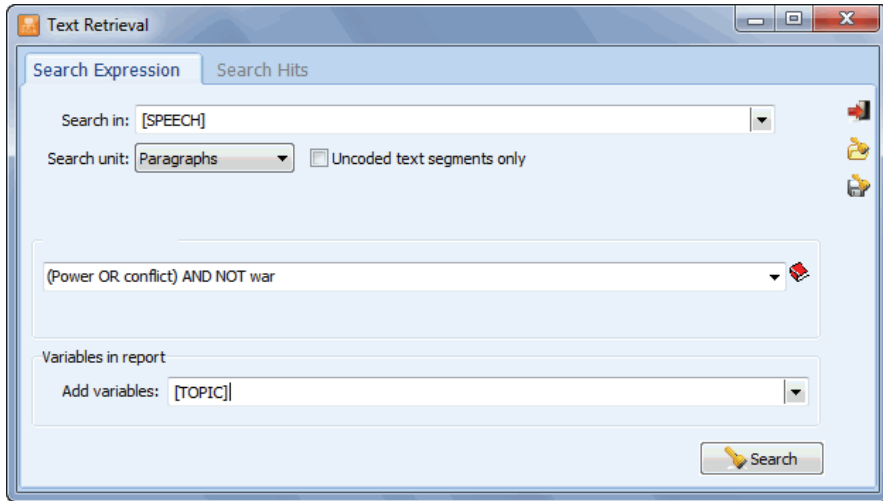 Text Retrieval
Search Expression Search Hits
Search in: [SPEECH]
Search unit: Paragraphs Uncoded text segments only
(Power OR conflict) AND NOT war
Variables in report
Add variables: [TOPIC]
Search